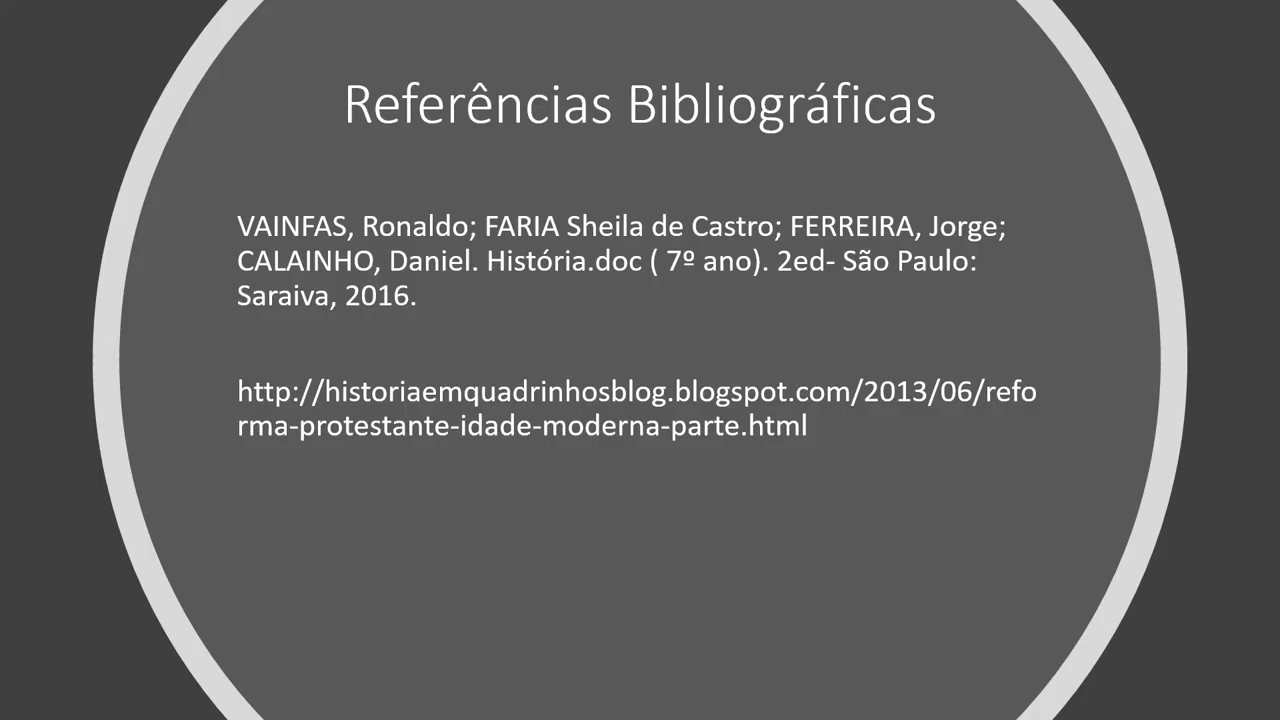 Referências Bibliográficas
VAINFAS, Ronaldo; FARIA Sheila de Castro; FERREIRA, Jorge;
CALAINHO, Daniel. História.doc ( 7º ano). 2ed- São Paulo:
Saraiva, 2016.
http://historiaemquadrinhosblog.blogspot.com/2013/06/refo
rma-protestante-idade-moderna-parte.html